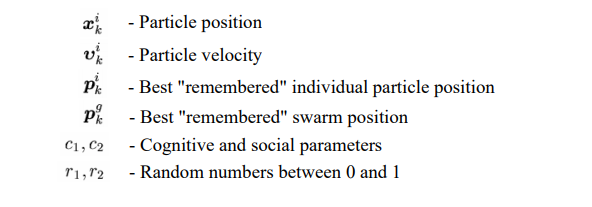 x_k^i - Particle position
v_k^i - Particle velocity
p_k^i - Best "remembered" individual particle position
p_k^g - Best "remembered" swarm position
c_1, c_2 - Cognitive and social parameters
r_1, r_2 - Random numbers between 0 and 1